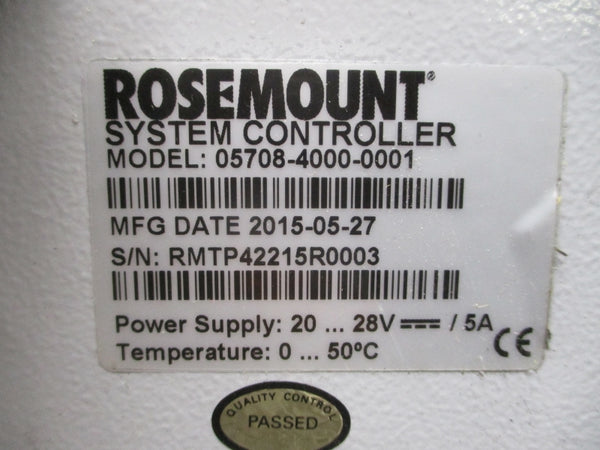 ROSEMOUNT®
SYSTEM CONTROLLER
MODEL: 05708-4000-0001
MFG DATE 2015-05-27
S/N: RMTP42215R0003
Power Supply: 20 ... 28V⎓ / 5A
Temperature: 0 ... 50ºC
CE
QUALITY CONTROL
PASSED